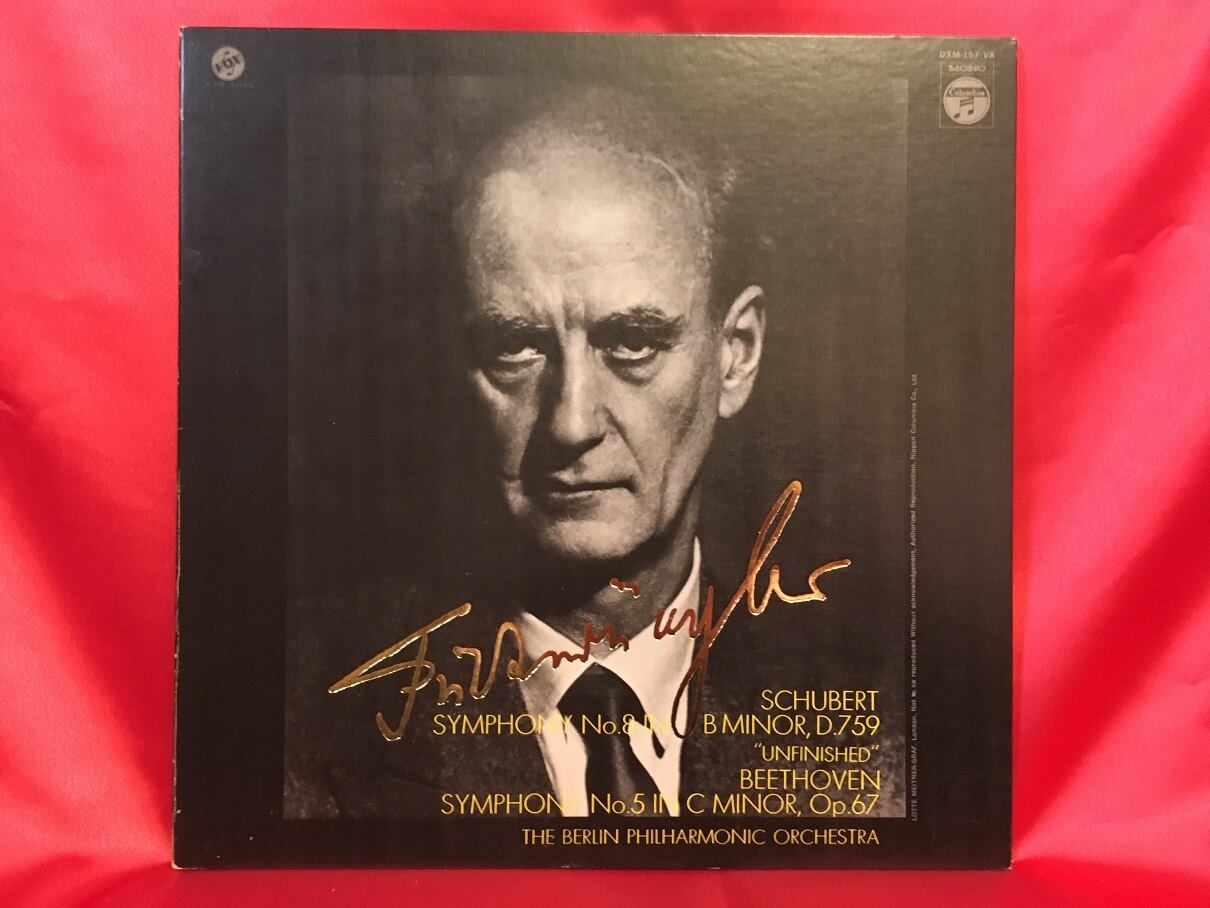 VOX
DXM-157-VX
MONO
Columbia
Furtwängler
SCHUBERT
SYMPHONY No.8 IN B MINOR, D.759
"UNFINISHED"
BEETHOVEN
SYMPHONY No.5 IN C MINOR, Op.67
THE BERLIN PHILHARMONIC ORCHESTRA
LOTTE MEITNER-GRAF, London, Not to be reproduced Without acknowledgement, Authorized Reproduction, Nippon Columbia Co., Ltd.